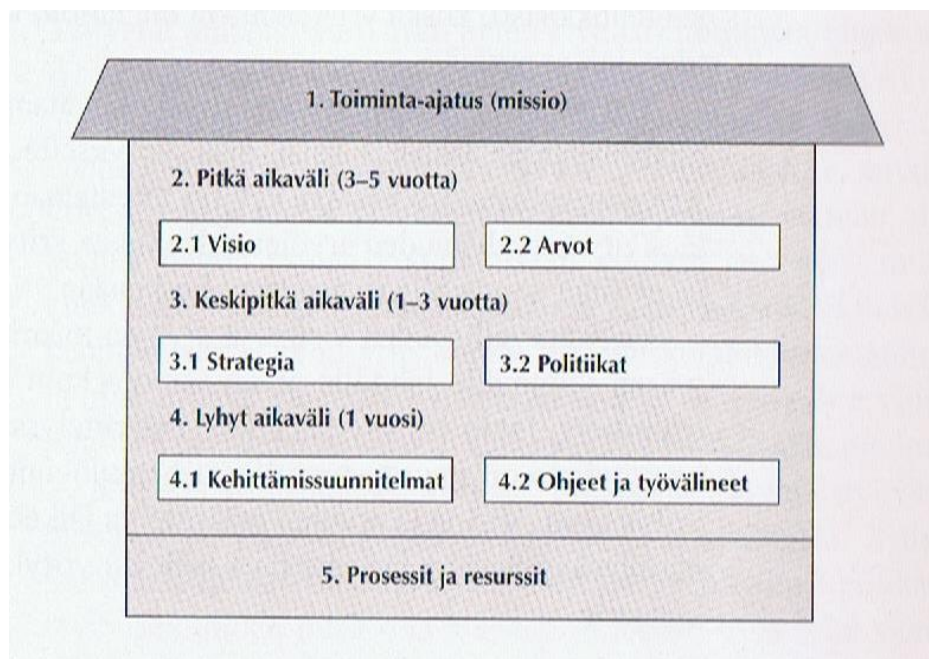 1. Toiminta-ajatus (missio)
2. Pitkä aikaväli (3–5 vuotta)
2.1 Visio
2.2 Arvot
3. Keskipitkä aikaväli (1–3 vuotta)
3.1 Strategia
3.2 Politiikat
4. Lyhyt aikaväli (1 vuosi)
4.1 Kehittämissuunnitelmat
4.2 Ohjeet ja työvälineet
5. Prosessit ja resurssit